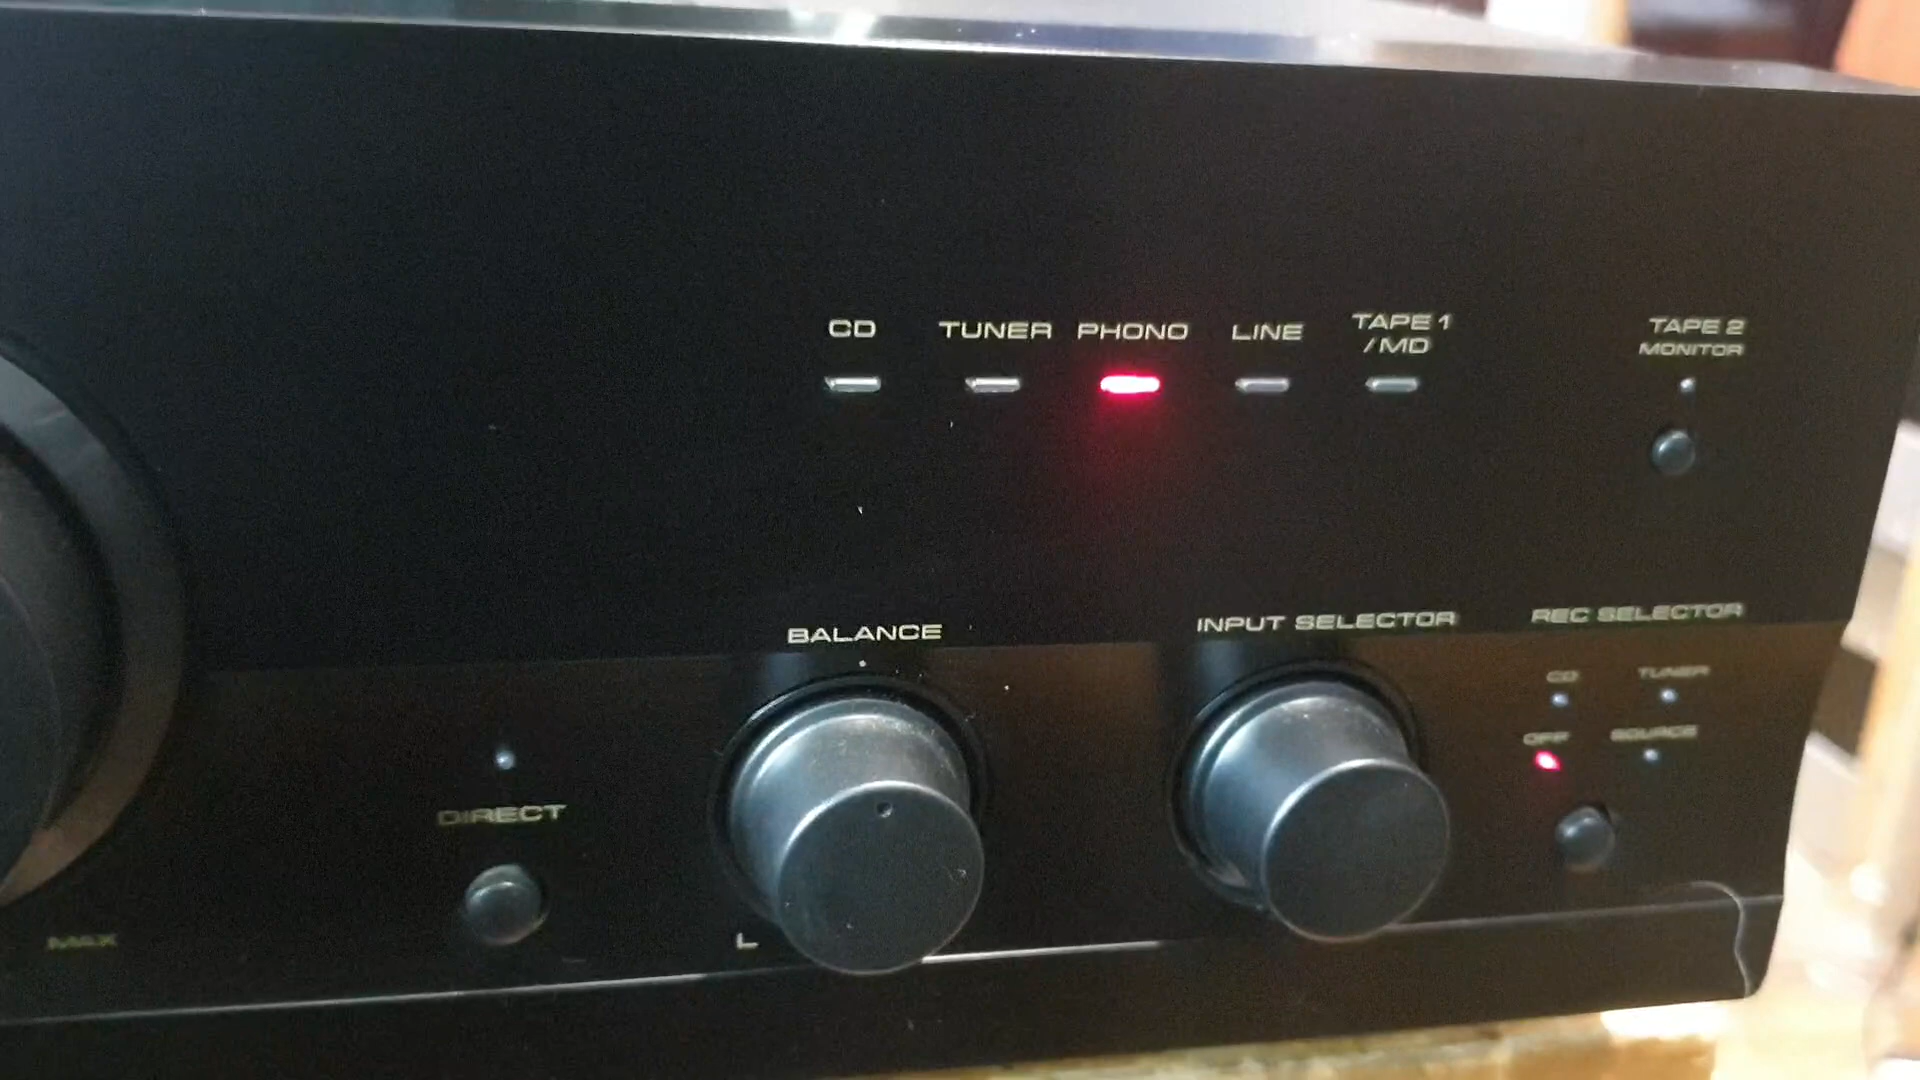 CD
TUNER
PHONO
LINE
TAPE 1
/MD
TAPE 2
MONITOR
BALANCE
INPUT SELECTOR
REC SELECTOR
CD
TUNER
OFF
SOURCE
DIRECT
MAX
L